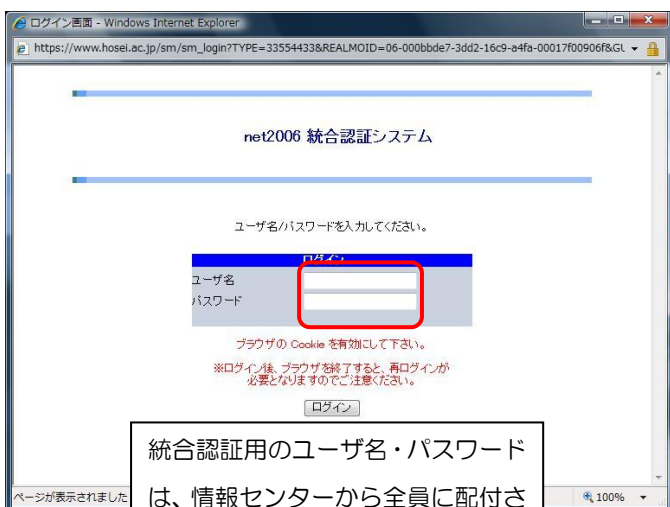 ログイン画面 - Windows Internet Explorer
https://www.hosei.ac.jp/sm/sm_login?TYPE=33554433&REALMOID=06-000bbde7-3dd2-16c9-a4fa-00017f00906f&GL
net2006 統合認証システム
ユーザ名/パスワードを入力してください。
ログイン
ユーザ名
パスワード
ブラウザの Cookie を有効にして下さい。
※ログイン後、ブラウザを終了すると、再ログインが
必要となりますのでご注意ください。
ログイン
統合認証用のユーザ名・パスワード
は、情報センターから全員に配付さ
ページが表示されました
100%